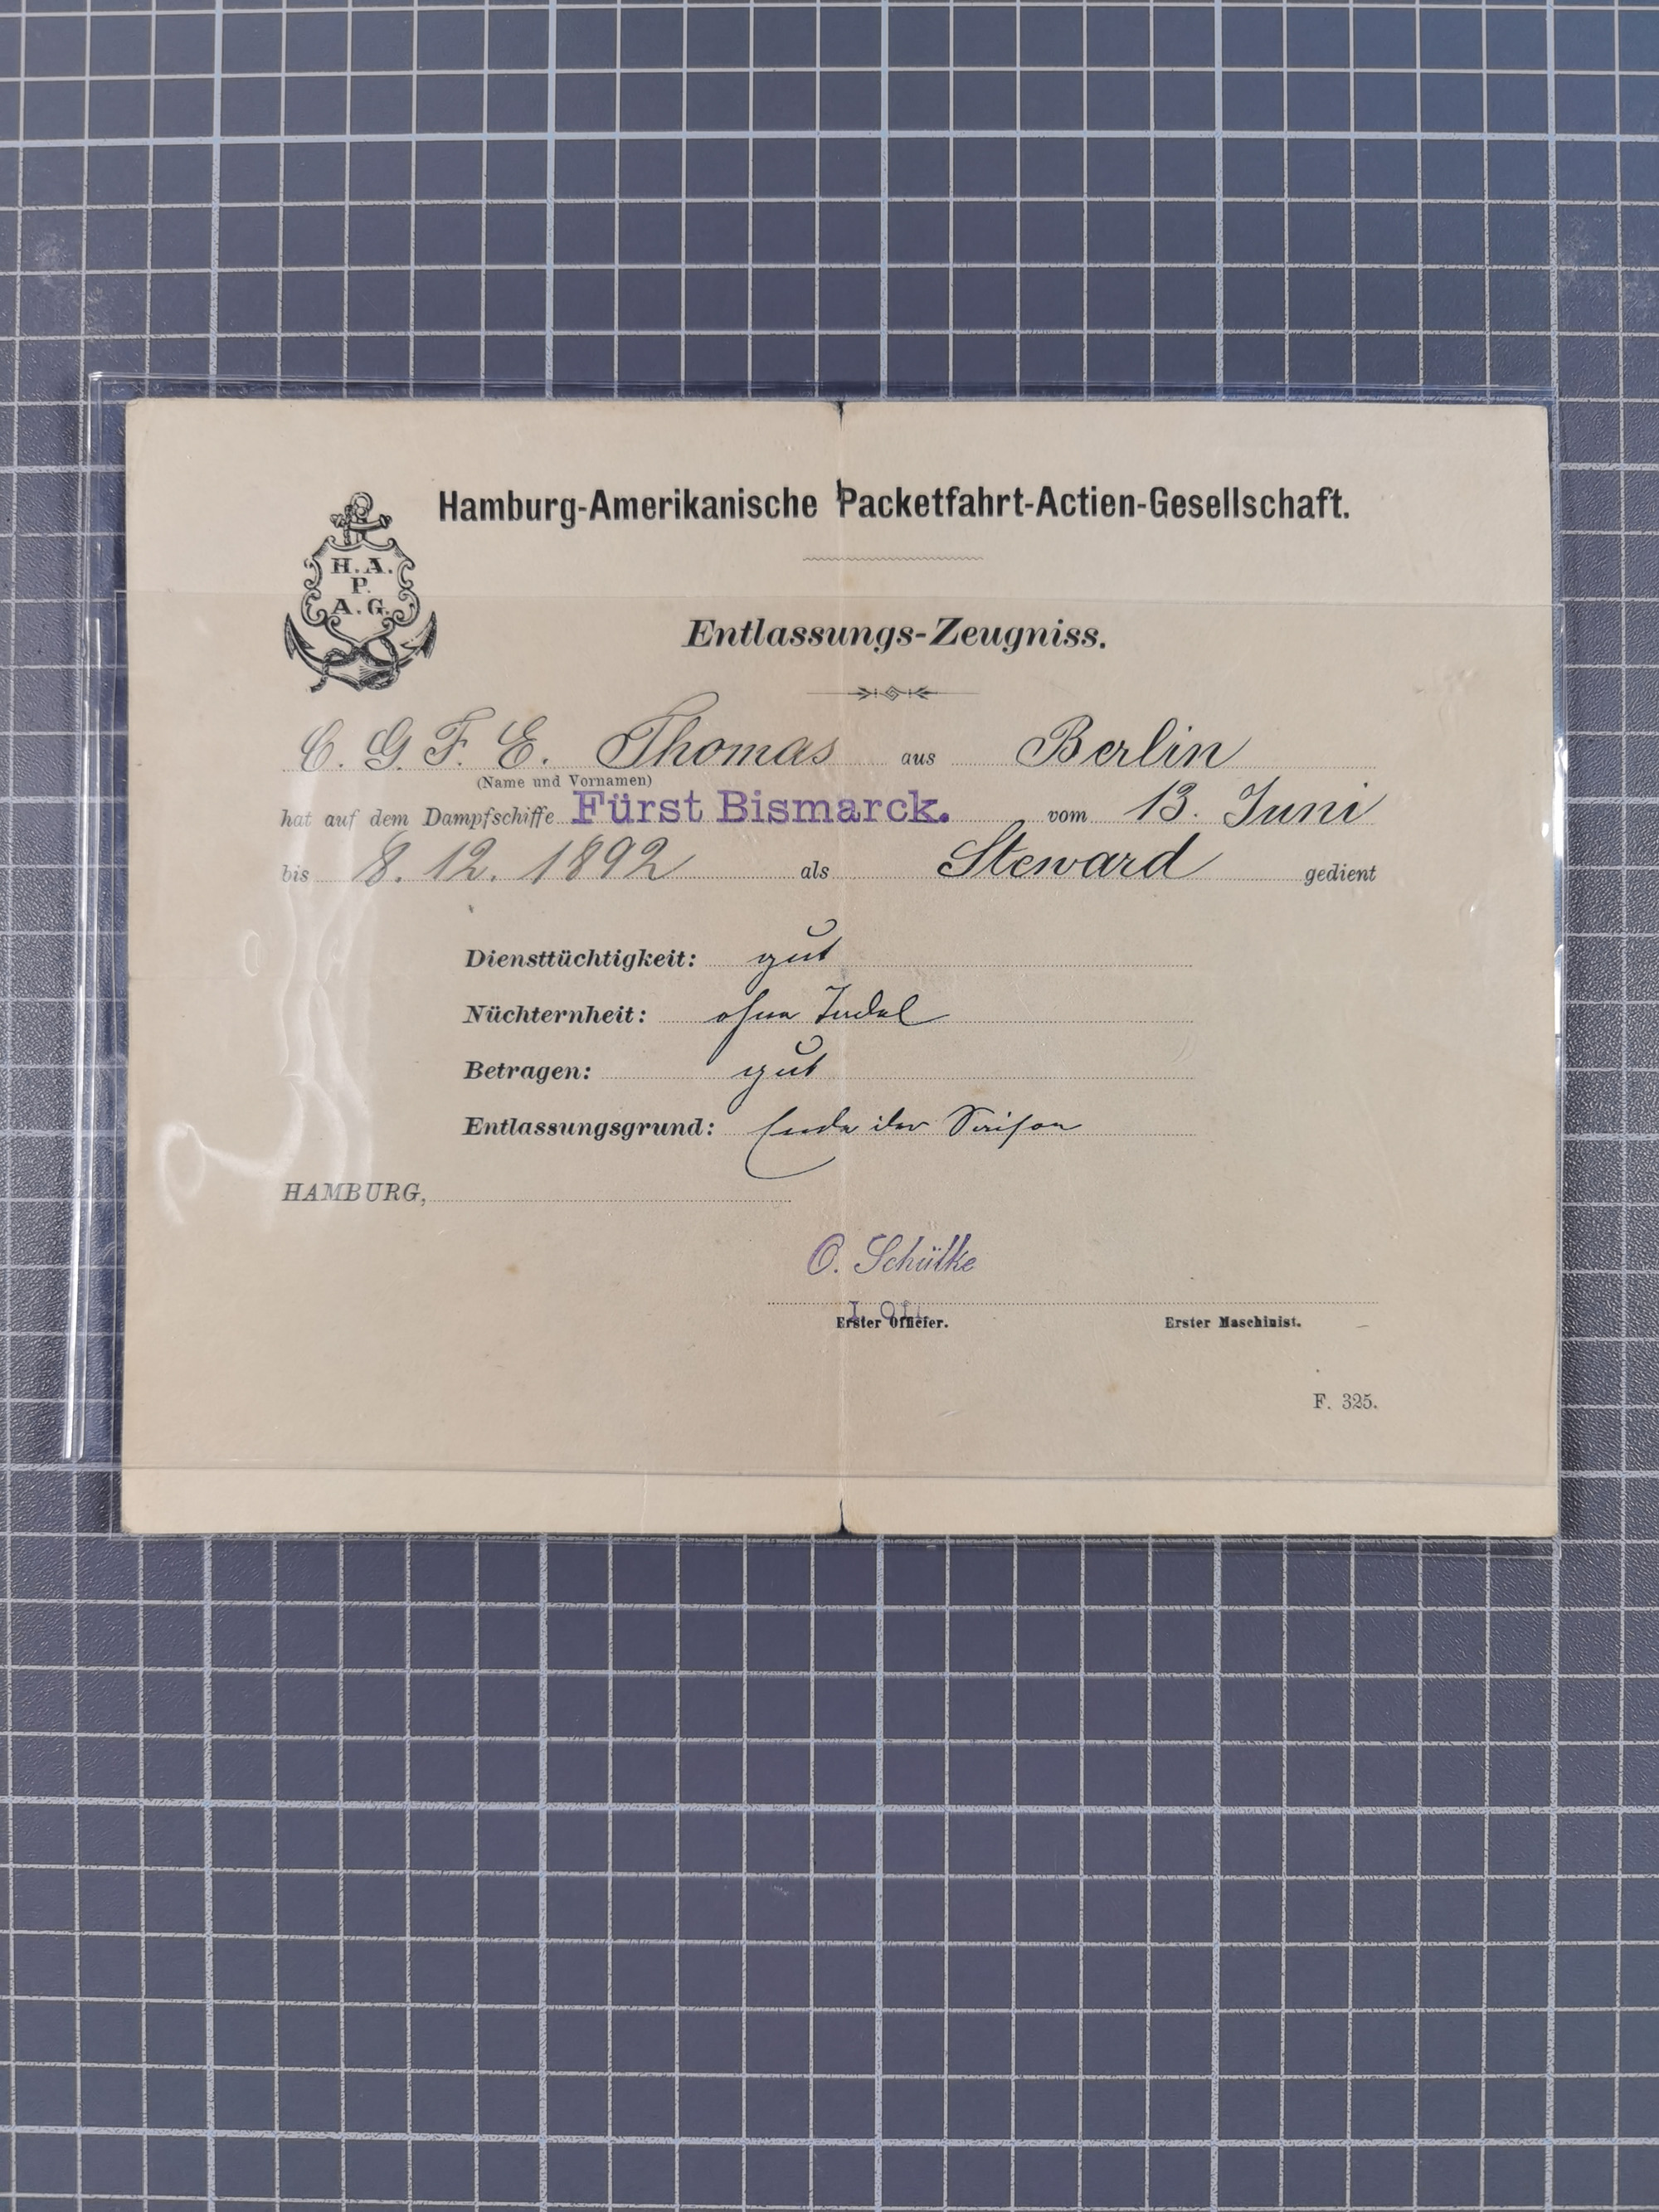 Hamburg-Amerikanische Packetfahrt-Actien-Gesellschaft.
H. A.
P.
A. G.
Entlassungs-Zeugniss.
C. G. F. E. Thomas aus Berlin
(Name und Vornamen)
hat auf dem Dampfschiffe Fürst Bismarck. vom 13. Juni
bis 8. 12. 1892 als Steward gedient
Diensttüchtigkeit: gut
Nüchternheit: ohne Tadel
Betragen: gut
Entlassungsgrund: Ende der Saison
HAMBURG,
O. Schülke
I. Off.
Erster Officier. Erster Maschinist.
F. 325.